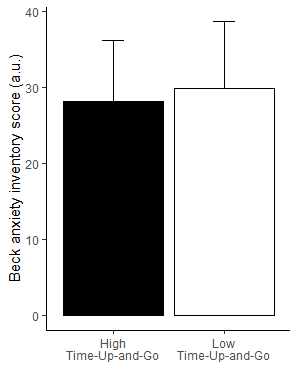 Beck anxiety inventory score (a.u.)
40
30
20
10
0
High
Time-Up-and-Go
Low
Time-Up-and-Go